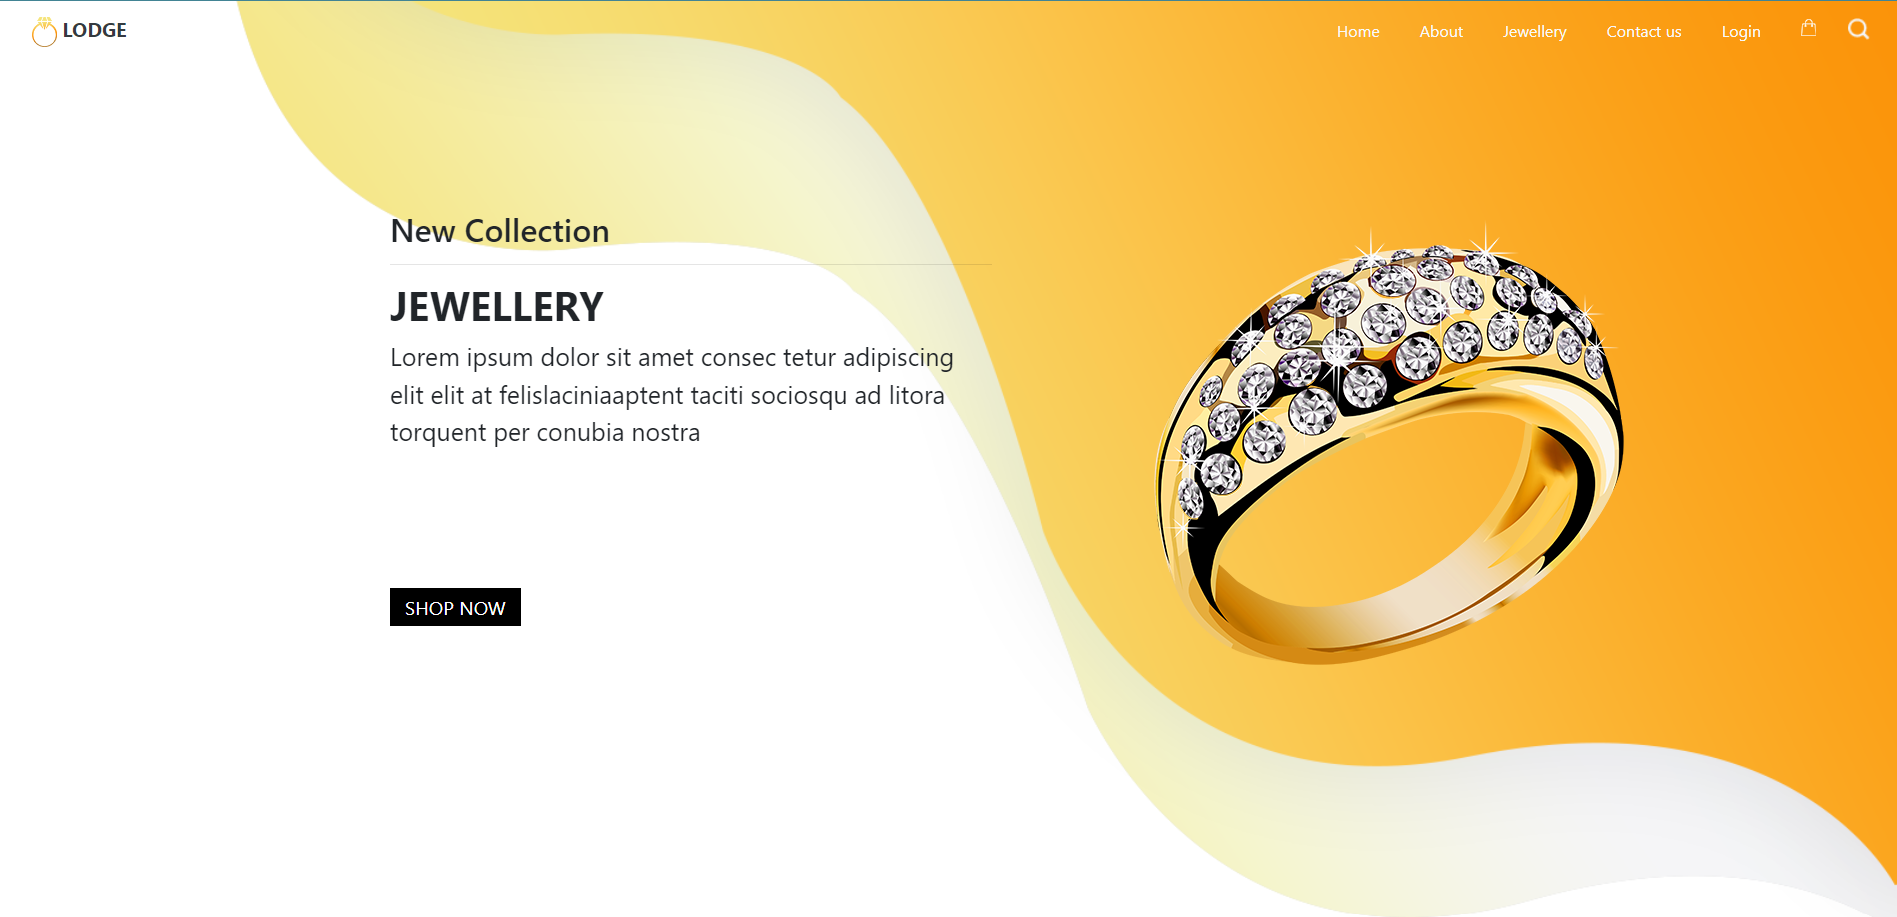 LODGE
Home
About
Jewellery
Contact us
Login
New Collection
JEWELLERY
Lorem ipsum dolor sit amet consec tetur adipiscing
elit elit at felislaciniaaptent taciti sociosqu ad litora
torquent per conubia nostra
SHOP NOW